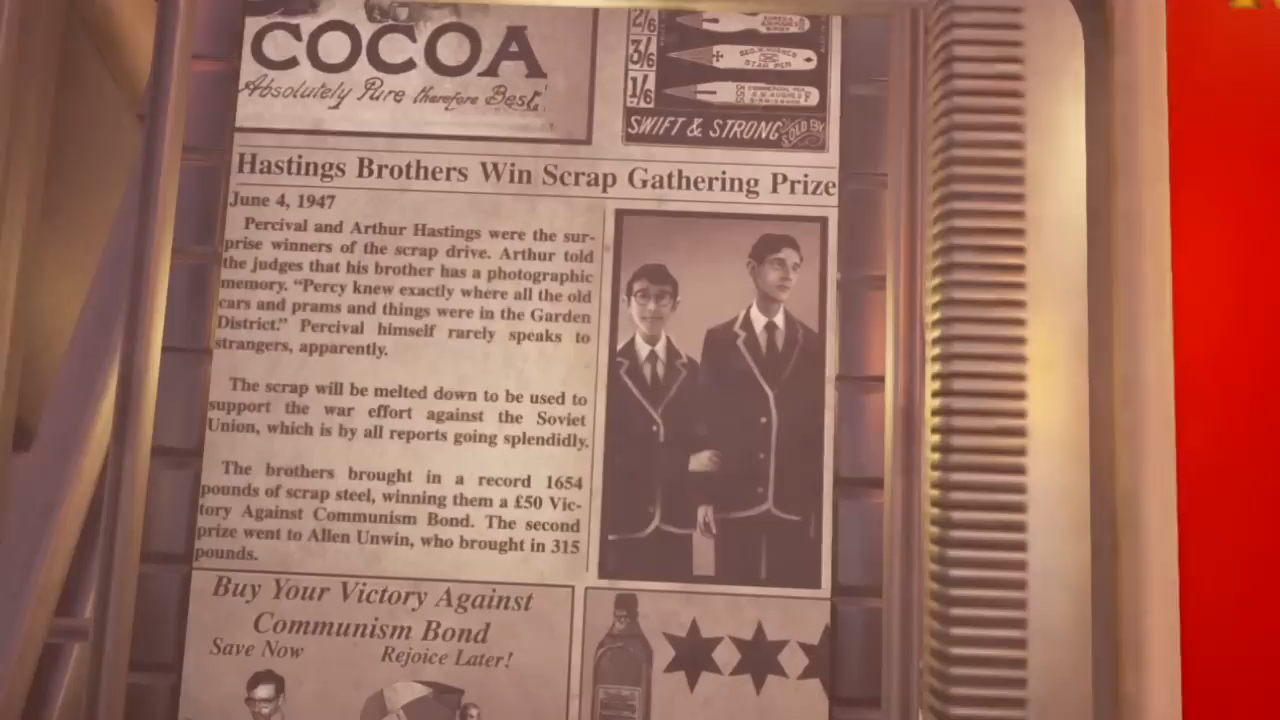 COCOA
Absolutely Pure therefore Best!
2/6
3/6
1/6
SWIFT & STRONG SOLD BY
Hastings Brothers Win Scrap Gathering Prize
June 4, 1947
Percival and Arthur Hastings were the sur-
prise winners of the scrap drive. Arthur told
the judges that his brother has a photographic
memory. “Percy knew exactly where all the old
cars and prams and things were in the Garden
District.” Percival himself rarely speaks to
strangers, apparently.
The scrap will be melted down to be used to
support the war effort against the Soviet
Union, which is by all reports going splendidly.
The brothers brought in a record 1654
pounds of scrap steel, winning them a £50 Vic-
tory Against Communism Bond. The second
prize went to Allen Unwin, who brought in 315
pounds.
Buy Your Victory Against
Communism Bond
Save Now
Rejoice Later!